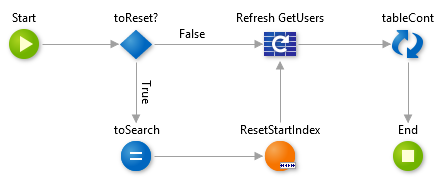 Start
toReset?
Refresh GetUsers
tableCont
False
True
toSearch
ResetStartIndex
End